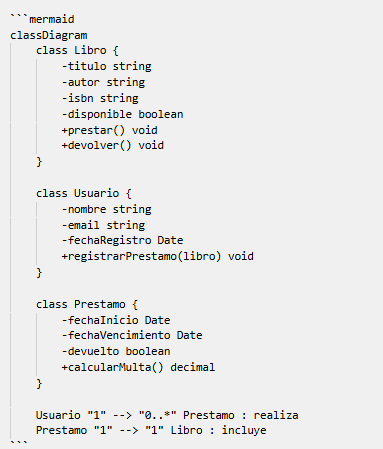 ```mermaid
classDiagram
    class Libro {
        -titulo string
        -autor string
        -isbn string
        -disponible boolean
        +prestar() void
        +devolver() void
    }

    class Usuario {
        -nombre string
        -email string
        -fechaRegistro Date
        +registrarPrestamo(libro) void
    }

    class Prestamo {
        -fechaInicio Date
        -fechaVencimiento Date
        -devuelto boolean
        +calcularMulta() decimal
    }

    Usuario "1" --> "0..*" Prestamo : realiza
    Prestamo "1" --> "1" Libro : incluye
```